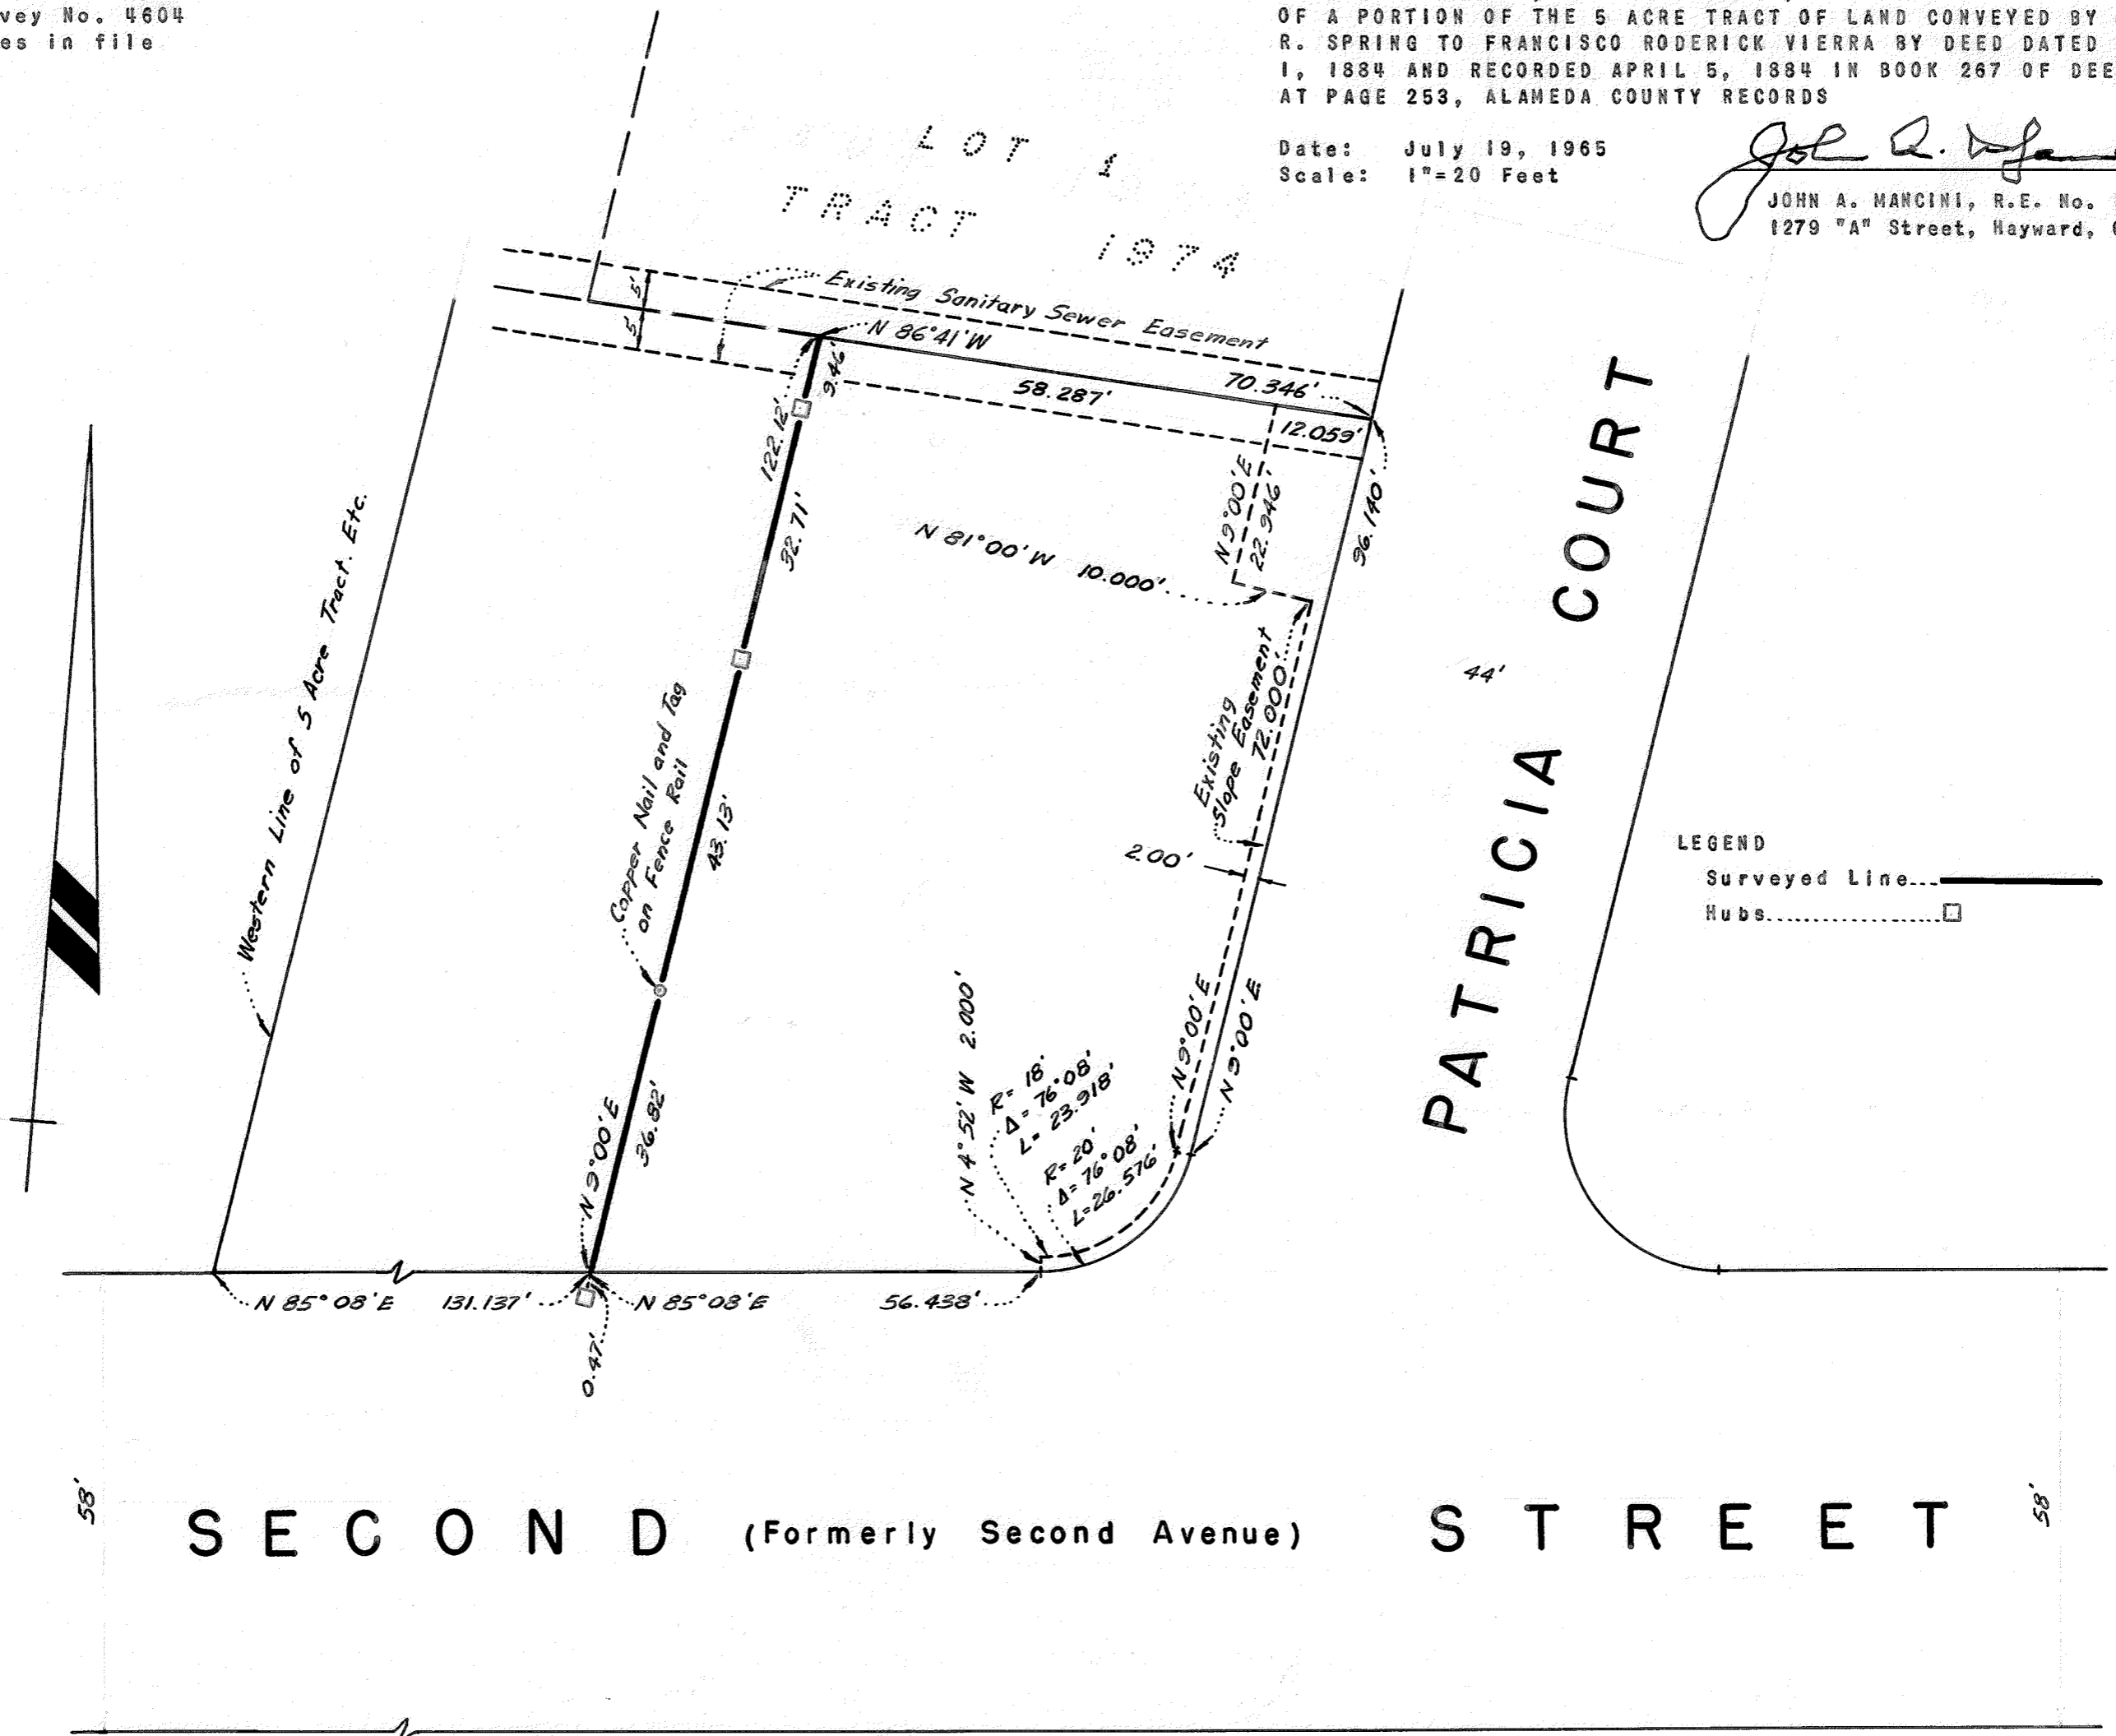 vey No. 4604
es in file
OF A PORTION OF THE 5 ACRE TRACT OF LAND CONVEYED BY
R. SPRING TO FRANCISCO RODERICK VIERRA BY DEED DATED
1, 1884 AND RECORDED APRIL 5, 1884 IN BOOK 267 OF DEE
AT PAGE 253, ALAMEDA COUNTY RECORDS
Date: July 19, 1965
Scale: 1"=20 Feet
JOHN A. MANCINI, R.E. No.
1279 "A" Street, Hayward,
LOT 1
TRACT 1974
5'
5'
Existing Sanitary Sewer Easement
N 86°41'W
70.346'
58.287'
12.059'
9.46'
122.12'
32.71'
N 9°00'E
22.946'
96.140'
N 81°00'W 10.000'
Western Line of 5 Acre Tract. Etc.
Copper Nail and Tag
on Fence Rail
43.13'
Existing
Slope Easement
72.000'
2.00'
44'
PATRICIA COURT
LEGEND
Surveyed Line
Hubs
N 9°00'E
36.82'
N 4°52'W 2.000'
R= 18'
Δ= 76°08'
L= 23.918'
R= 20'
Δ= 76°08'
L= 26.576'
N 9°00'E
N 9°00'E
N 85°08'E 131.137'
N 85°08'E 56.438'
0.47'
58'
SECOND (Formerly Second Avenue) STREET
58'